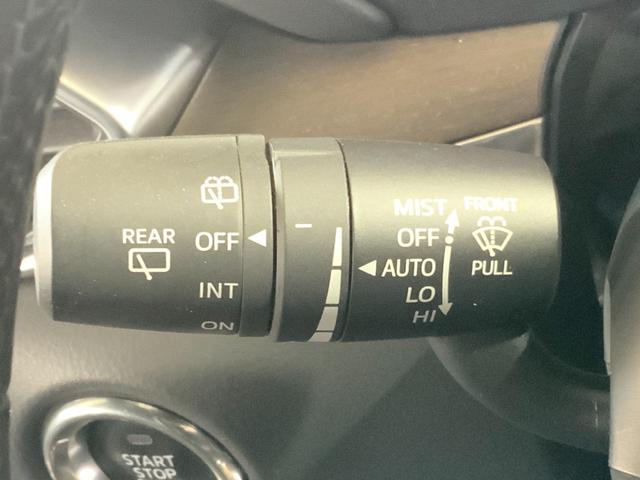 REAR
OFF
INT
ON
MIST
OFF
AUTO
LO
HI
FRONT
PULL
START
STOP